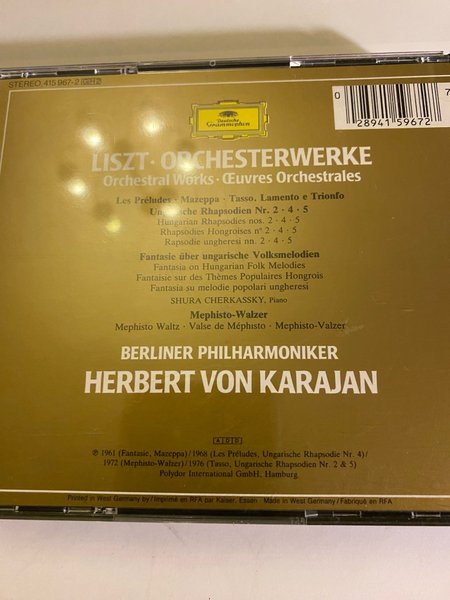 STEREO, 415 967-2 GH2
0
28941 59672
7
Deutsche
Grammophon
LISZT · ORCHESTERWERKE
Orchestral Works · Œuvres Orchestrales
Les Préludes · Mazeppa · Tasso. Lamento e Trionfo
Ungarische Rhapsodien Nr. 2 · 4 · 5
Hungarian Rhapsodies nos. 2 · 4 · 5
Rhapsodies Hongroises nº 2 · 4 · 5
Rapsodie ungheresi nn. 2 · 4 · 5
Fantasie über ungarische Volksmelodien
Fantasia on Hungarian Folk Melodies
Fantaisie sur des Thèmes Populaires Hongrois
Fantasia su melodie popolari ungheresi
SHURA CHERKASSKY, Piano
Mephisto-Walzer
Mephisto Waltz · Valse de Méphisto · Mephisto-Valzer
BERLINER PHILHARMONIKER
HERBERT VON KARAJAN
ADD
℗ 1961 (Fantasie, Mazeppa)/1968 (Les Préludes, Ungarische Rhapsodie Nr. 4)/
1972 (Mephisto-Walzer)/1976 (Tasso, Ungarische Rhapsodien Nr. 2 & 5)
Polydor International GmbH, Hamburg
Printed in West Germany by/Imprimé en RFA par Kaiser, Essen · Made in West Germany/Fabriqué en RFA